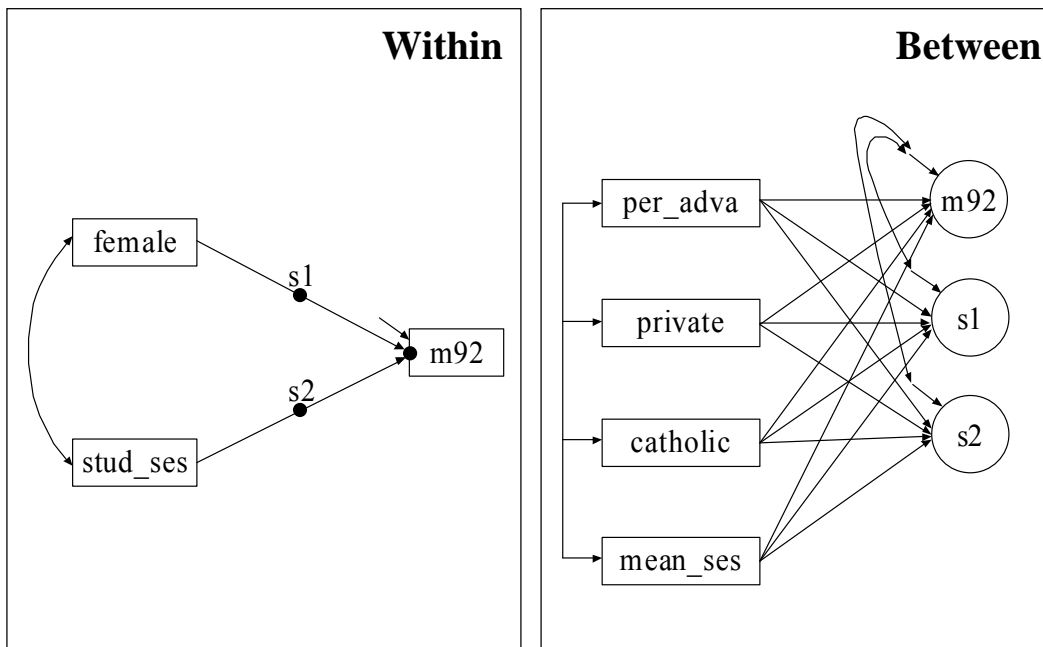 Within
female
s1
m92
s2
stud_ses
Between
per_adva
private
catholic
mean_ses
m92
s1
s2